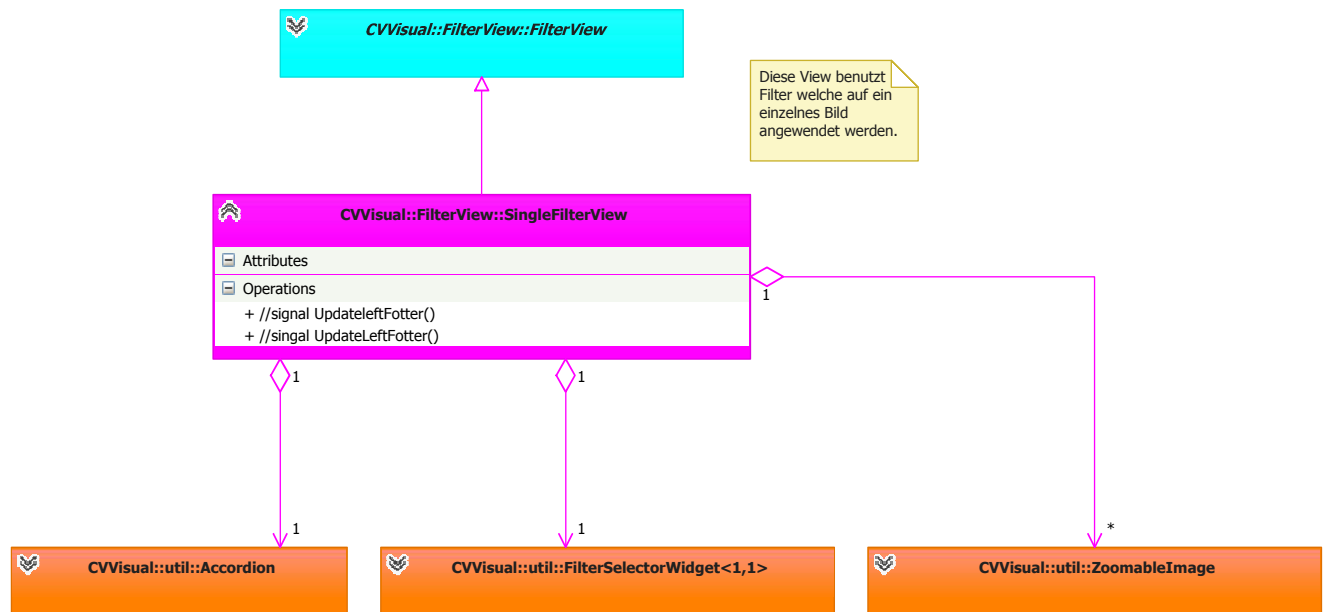 CVVisual::FilterView::FilterView
Diese View benutzt
Filter welche auf ein
einzelnes Bild
angewendet werden.
CVVisual::FilterView::SingleFilterView
Attributes
Operations
+ //signal UpdateleftFotter()
+ //singal UpdateLeftFotter()
1
1
1
1
1
*
CVVisual::util::Accordion
CVVisual::util::FilterSelectorWidget<1,1>
CVVisual::util::ZoomableImage